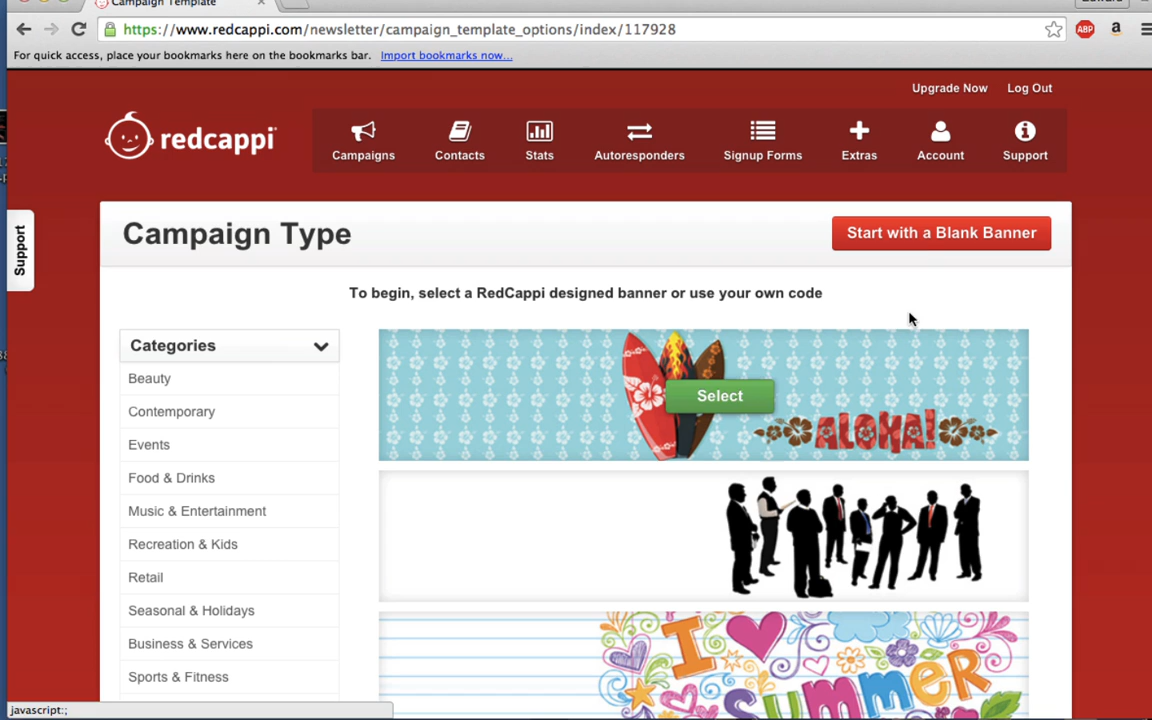 Campaign Template
https://www.redcappi.com/newsletter/campaign_template_options/index/117928
ABP
a
For quick access, place your bookmarks here on the bookmarks bar. Import bookmarks now...
Upgrade Now Log Out
redcappi
Campaigns Contacts Stats Autoresponders Signup Forms Extras Account Support
Support
Campaign Type
Start with a Blank Banner
To begin, select a RedCappi designed banner or use your own code
Categories
Beauty
Contemporary
Events
Food & Drinks
Music & Entertainment
Recreation & Kids
Retail
Seasonal & Holidays
Business & Services
Sports & Fitness
Select
ALOHA!
I
SUMMER
javascript:;